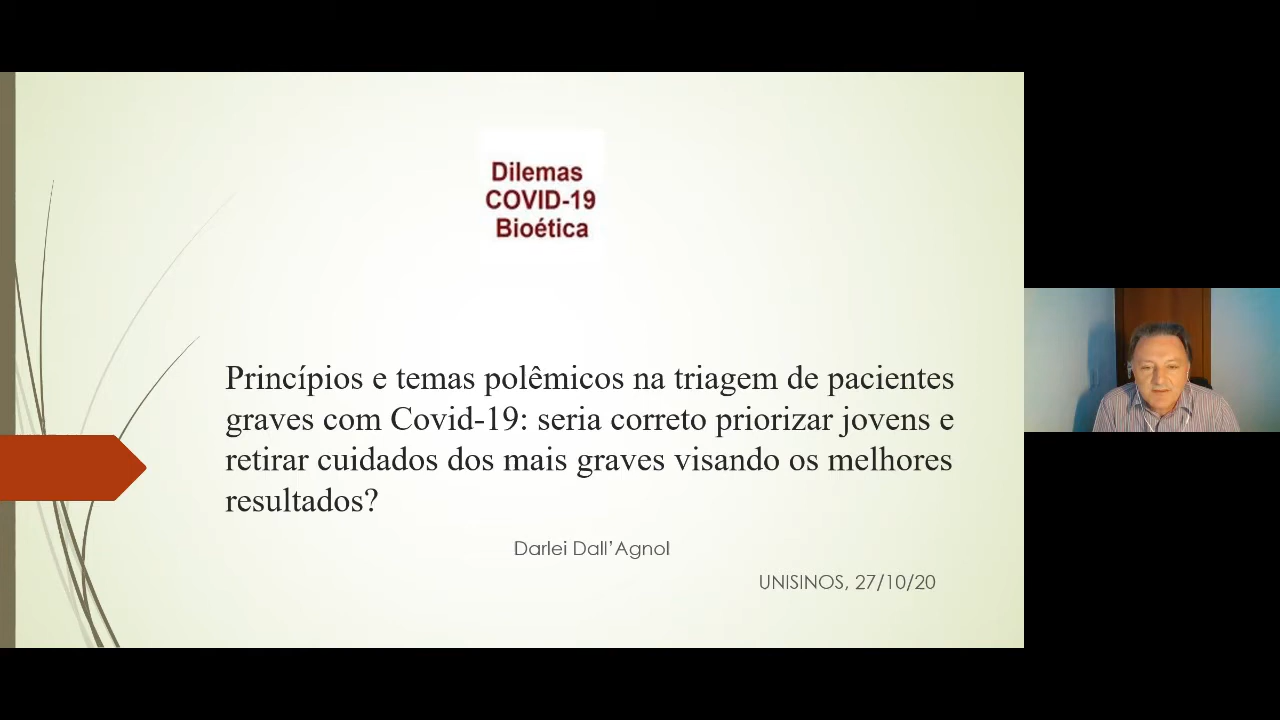 Dilemas
COVID-19
Bioética
Princípios e temas polêmicos na triagem de pacientes
graves com Covid-19: seria correto priorizar jovens e
retirar cuidados dos mais graves visando os melhores
resultados?
Darlei Dall’Agnol
UNISINOS, 27/10/20